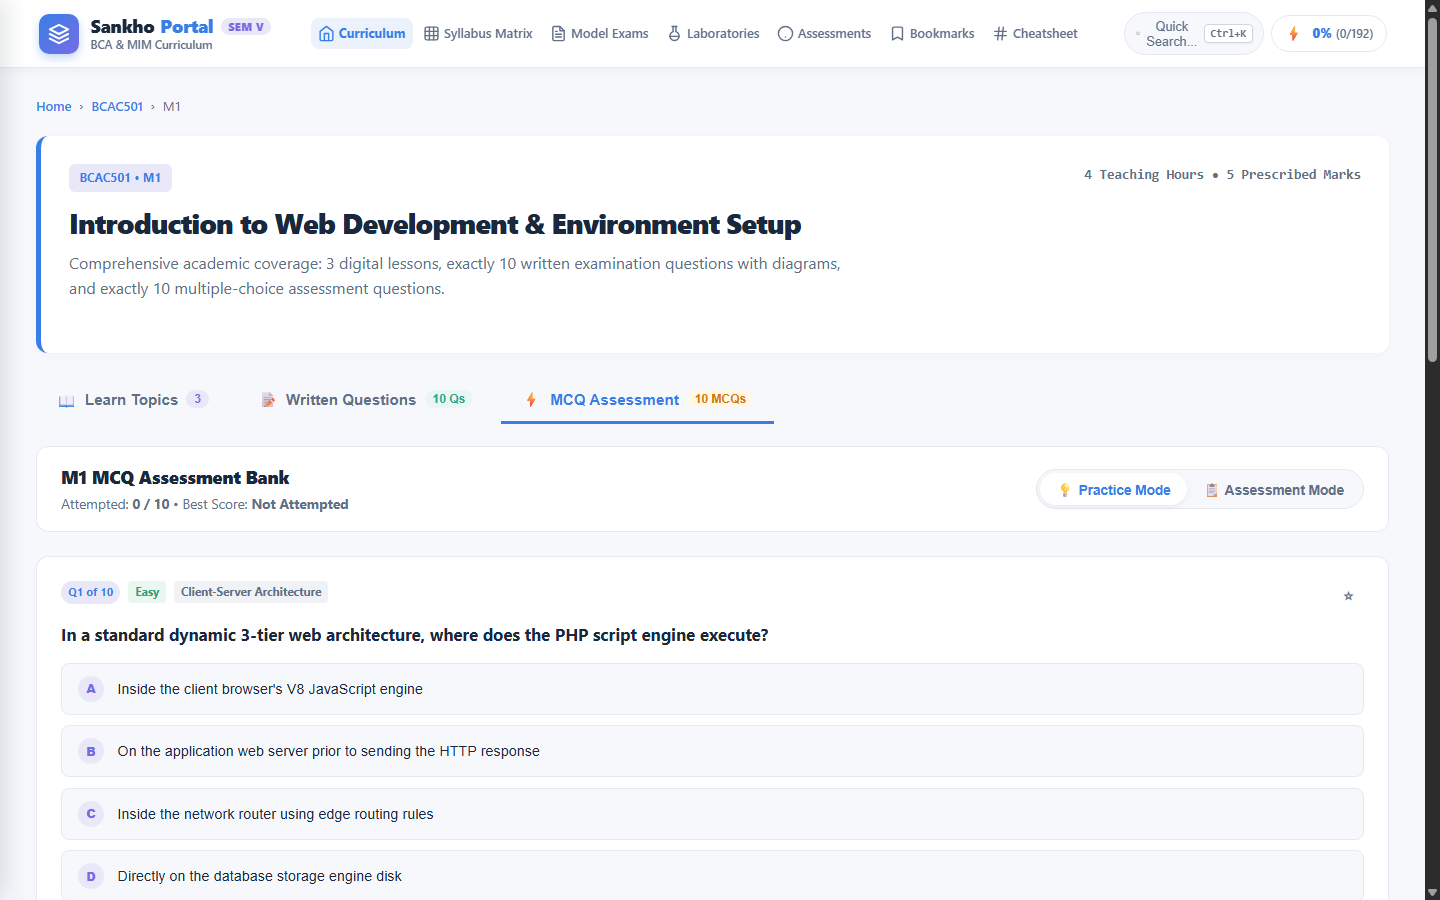 Sankho Portal SEM V
BCA & MIM Curriculum
Curriculum
Syllabus Matrix
Model Exams
Laboratories
Assessments
Bookmarks
Cheatsheet
Quick Search... Ctrl+K
0% (0/192)
Home › BCAC501 › M1
BCAC501 • M1
4 Teaching Hours • 5 Prescribed Marks
Introduction to Web Development & Environment Setup
Comprehensive academic coverage: 3 digital lessons, exactly 10 written examination questions with diagrams,
and exactly 10 multiple-choice assessment questions.
Learn Topics 3
Written Questions 10 Qs
MCQ Assessment 10 MCQs
M1 MCQ Assessment Bank
Attempted: 0 / 10 • Best Score: Not Attempted
Practice Mode
Assessment Mode
Q1 of 10 Easy Client-Server Architecture
In a standard dynamic 3-tier web architecture, where does the PHP script engine execute?
A Inside the client browser's V8 JavaScript engine
B On the application web server prior to sending the HTTP response
C Inside the network router using edge routing rules
D Directly on the database storage engine disk